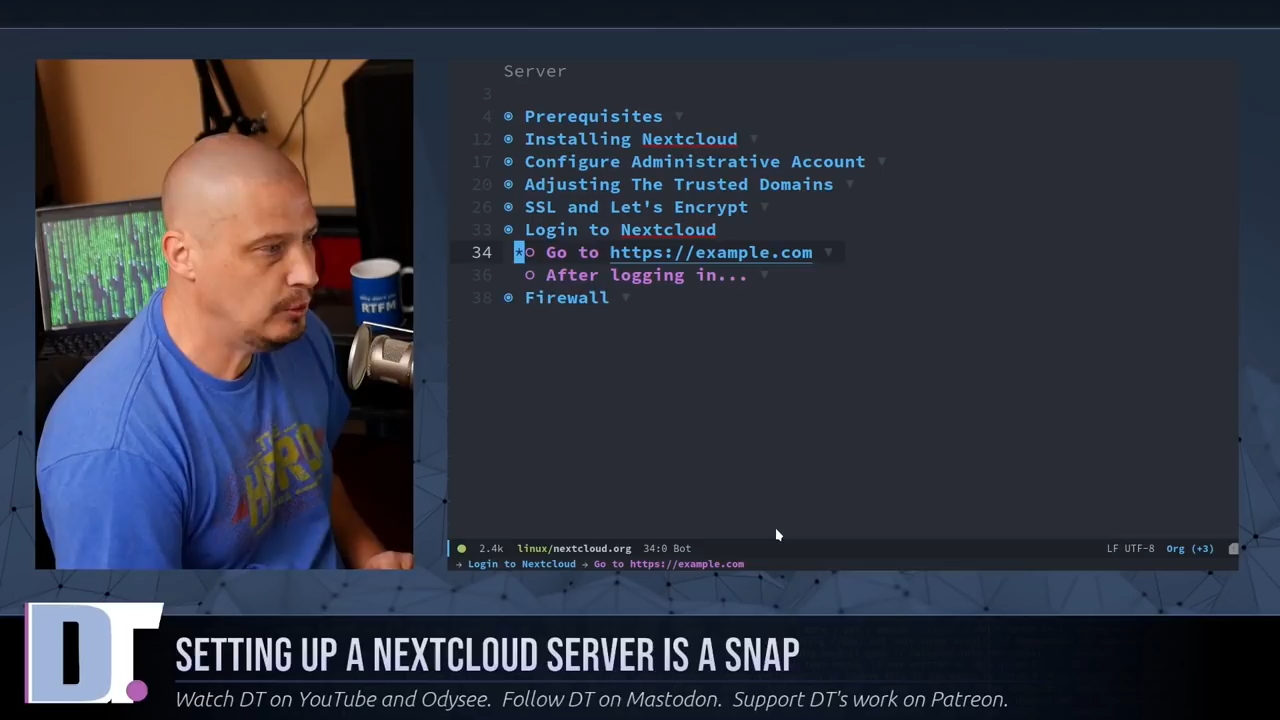 Server
3
4 Prerequisites
12 Installing Nextcloud
17 Configure Administrative Account
20 Adjusting The Trusted Domains
26 SSL and Let's Encrypt
33 Login to Nextcloud
34 * Go to https://example.com
36 After logging in...
38 Firewall
RTFM
2.4k linux/nextcloud.org 34:0 Bot LF UTF-8 Org (+3)
→ Login to Nextcloud → Go to https://example.com
DT.
SETTING UP A NEXTCLOUD SERVER IS A SNAP
Watch DT on YouTube and Odysee. Follow DT on Mastodon. Support DT's work on Patreon.